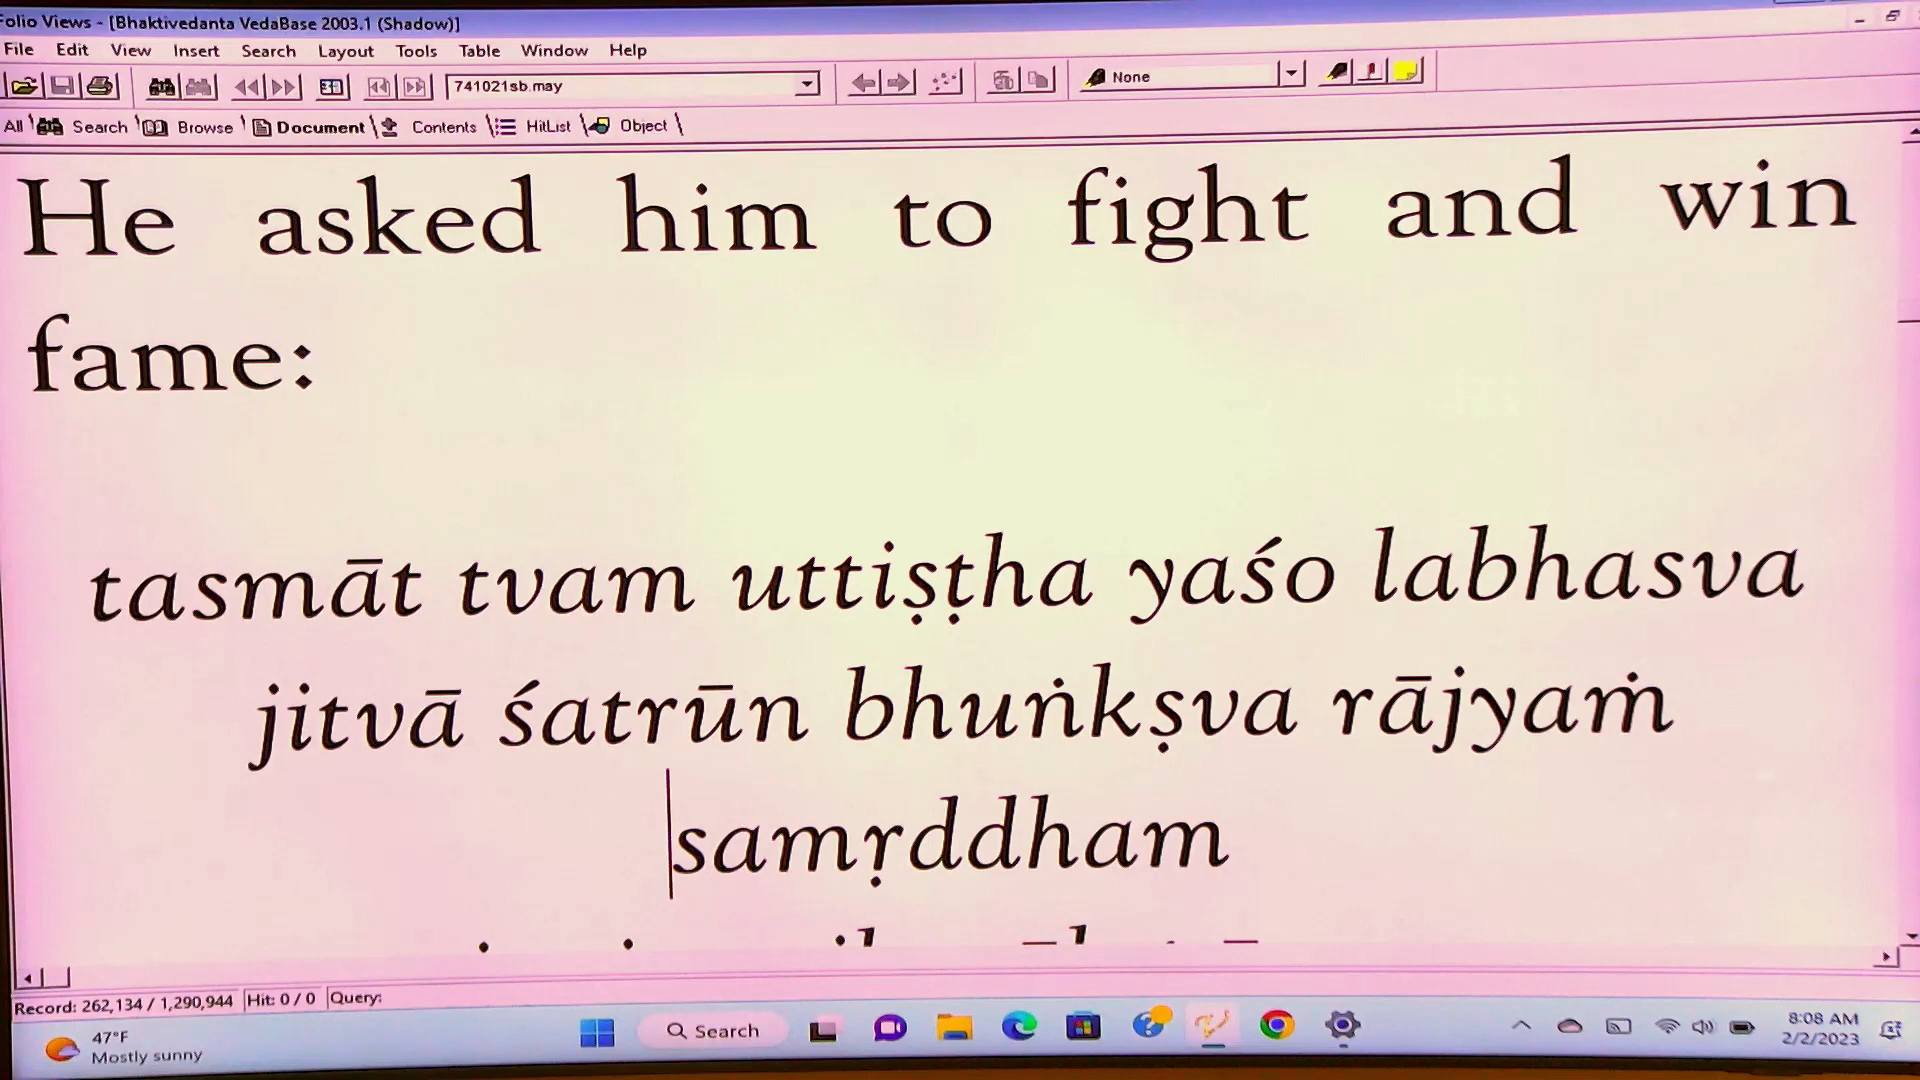 Folio Views - [Bhaktivedanta VedaBase 2003.1 (Shadow)]
File Edit View Insert Search Layout Tools Table Window Help
741021sb.may
None
All Search Browse Document Contents HitList Object
He asked him to fight and win
fame:
tasmāt tvam uttiṣṭha yaśo labhasva
jitvā śatrūn bhuṅkṣva rājyaṁ
samṛddham
Record: 262,134 / 1,290,944 Hit: 0 / 0 Query:
47°F
Mostly sunny
Search
8:08 AM
2/2/2023